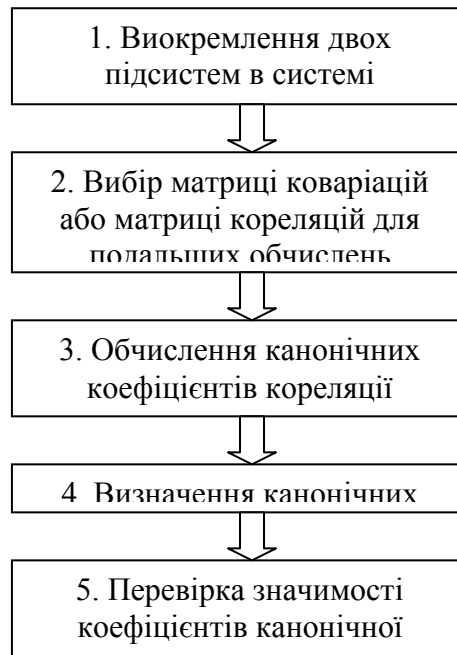 1. Виокремлення двох
підсистем в системі
2. Вибір матриці коваріацій
або матриці кореляцій для
подальших обчислень
3. Обчислення канонічних
коефіцієнтів кореляції
4 Визначення канонічних
5. Перевірка значимості
коефіцієнтів канонічної